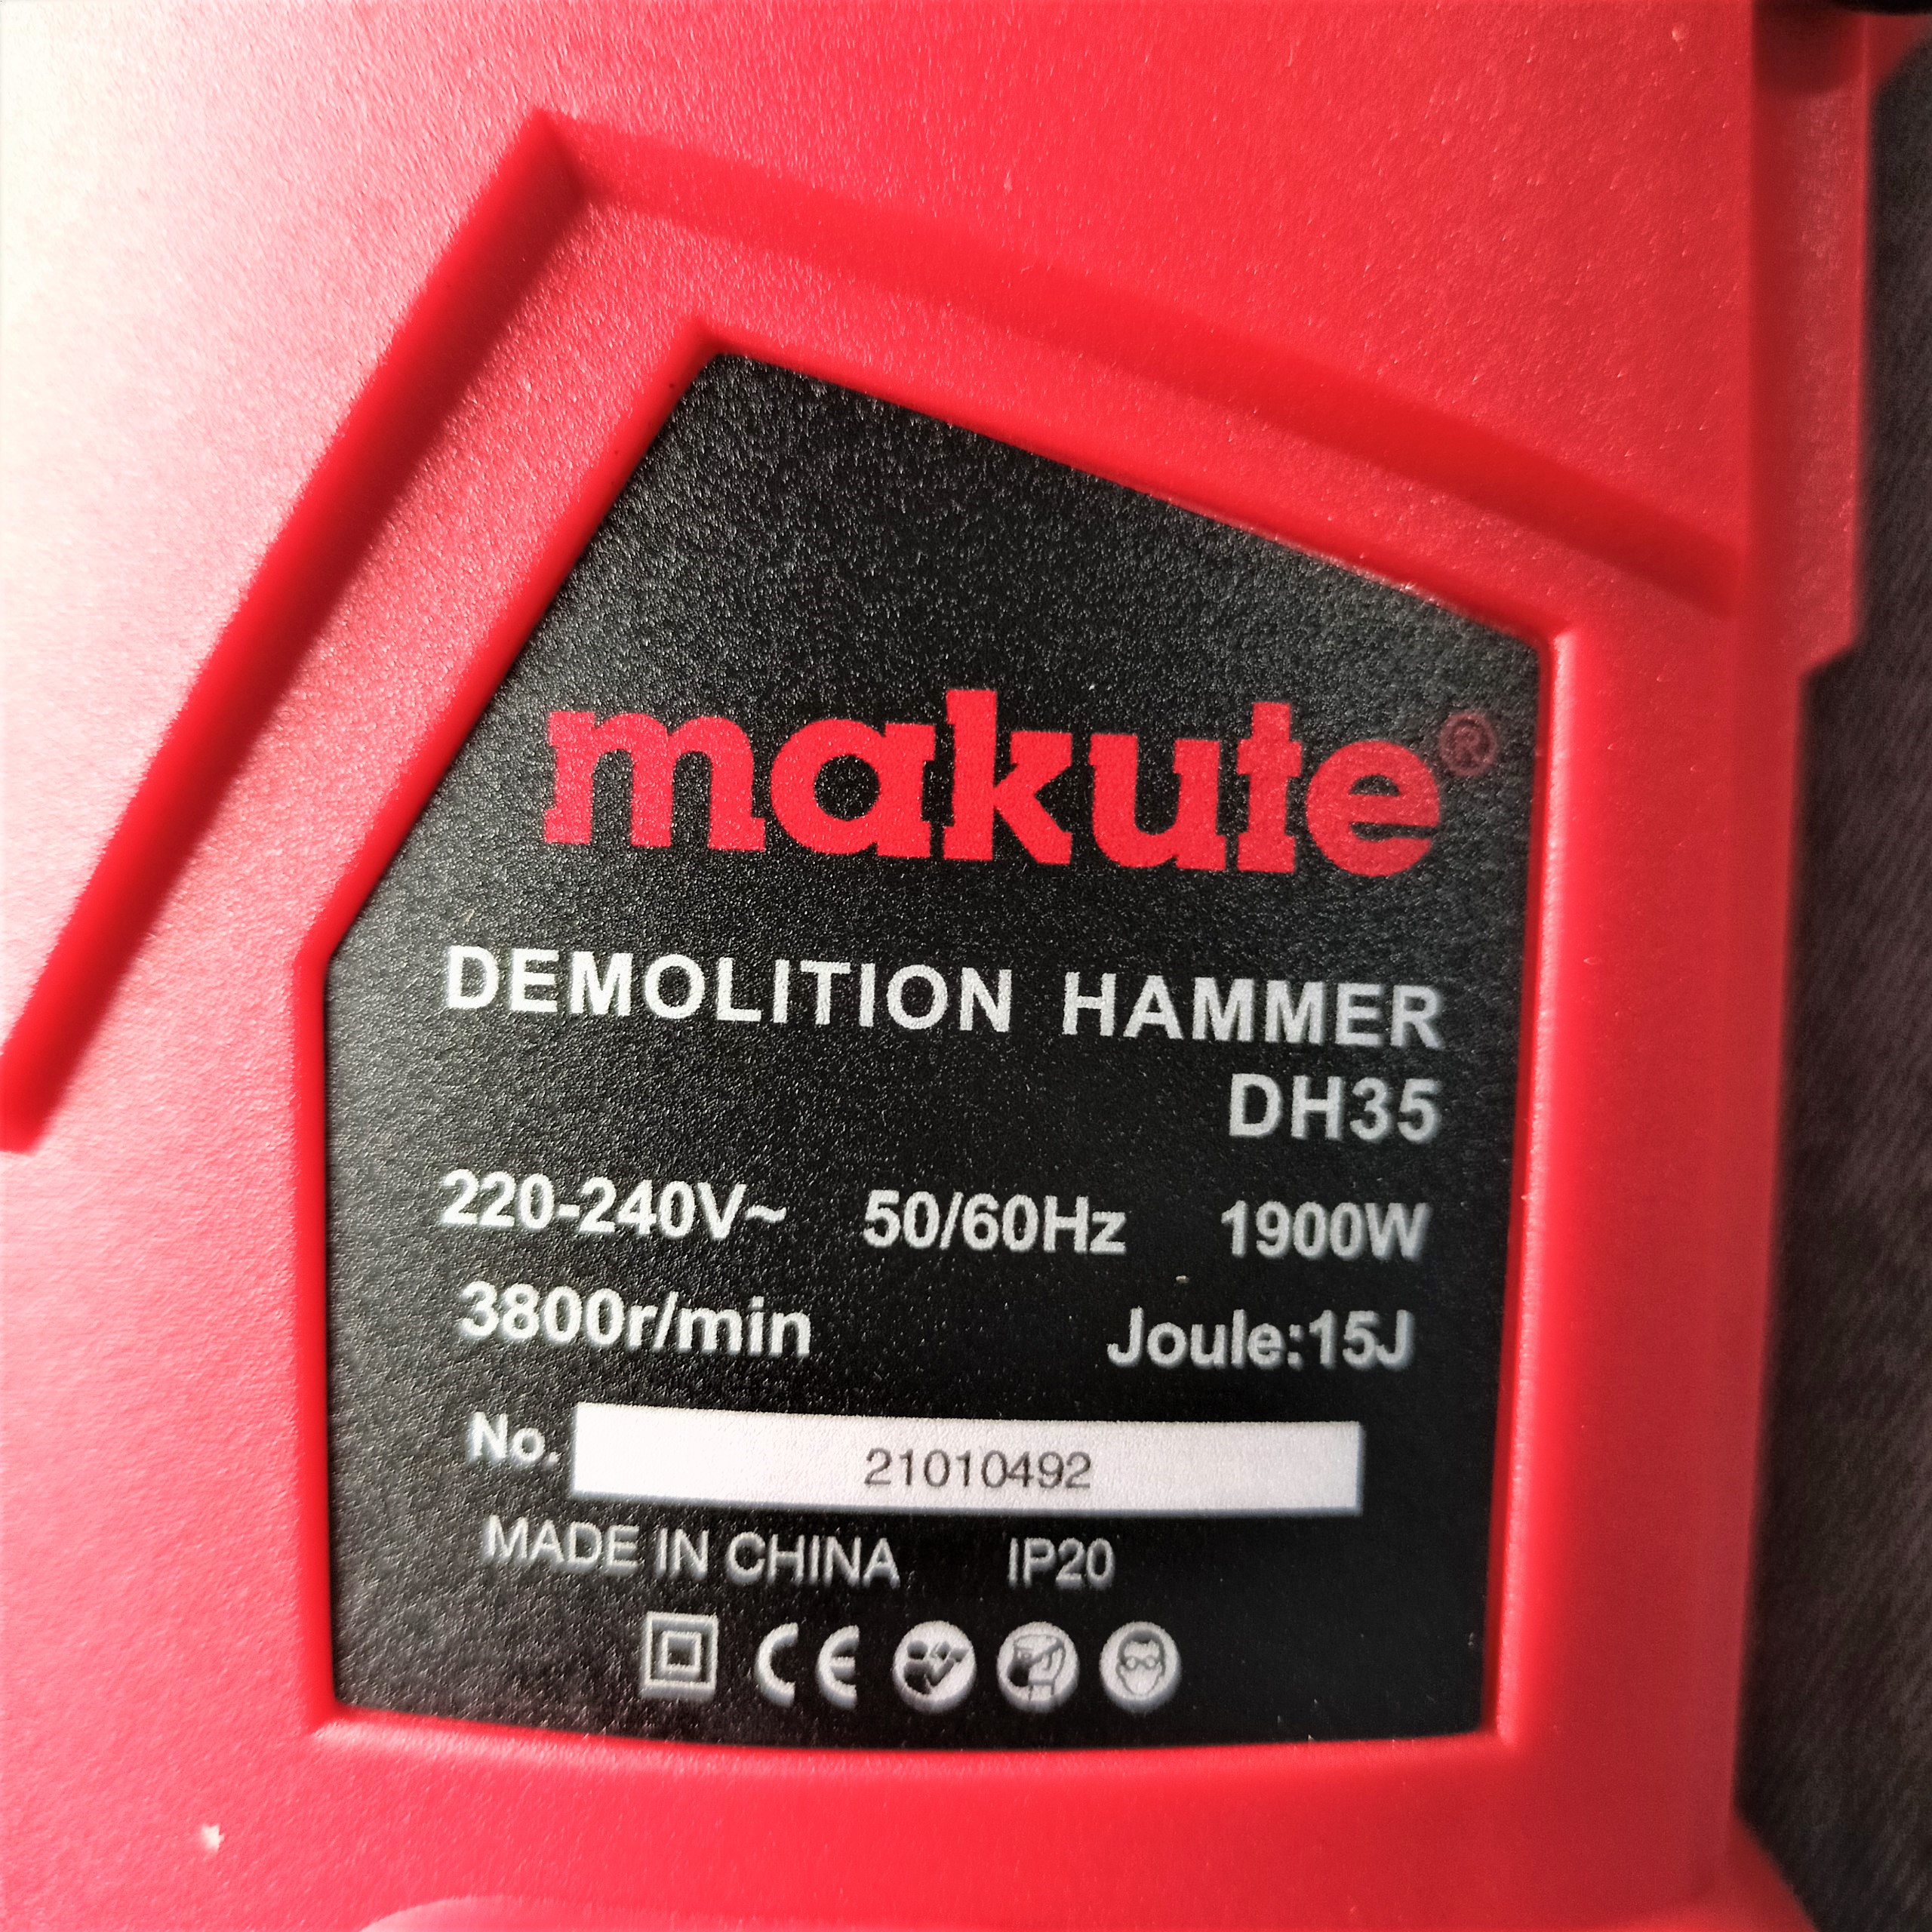 makute®
DEMOLITION HAMMER
DH35
220-240V~ 50/60Hz 1900W
3800r/min Joule:15J
No. 21010492
MADE IN CHINA IP20
CE